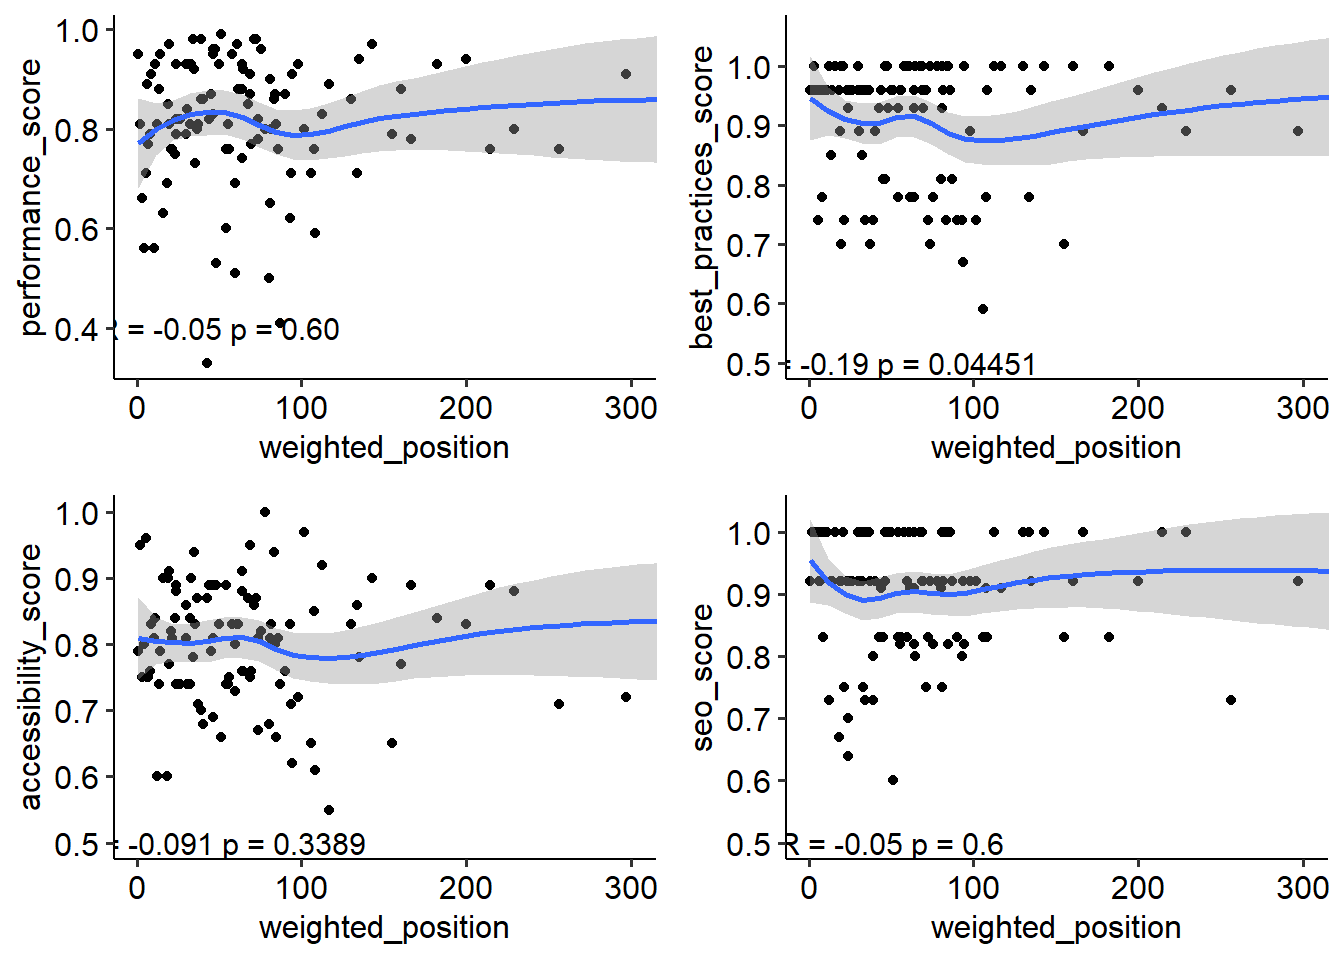 performance_score
1.0
0.8
0.6
0.4
R = -0.05 p = 0.60
0 100 200 300
weighted_position
best_practices_score
1.0
0.9
0.8
0.7
0.6
0.5
= -0.19 p = 0.04451
0 100 200 300
weighted_position
accessibility_score
1.0
0.9
0.8
0.7
0.6
0.5
= -0.091 p = 0.3389
0 100 200 300
weighted_position
seo_score
1.0
0.9
0.8
0.7
0.6
0.5
R = -0.05 p = 0.6
0 100 200 300
weighted_position